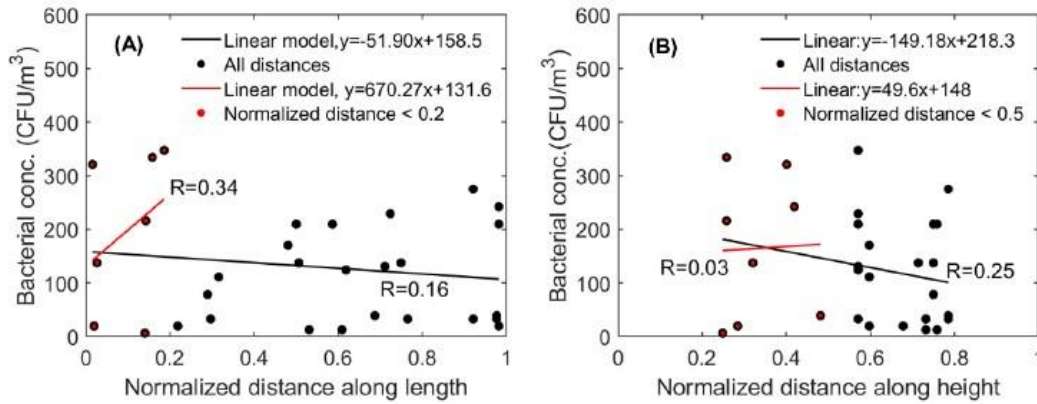 (A)
Linear model,y=-51.90x+158.5
All distances
Linear model, y=670.27x+131.6
Normalized distance < 0.2
R=0.34
R=0.16
600
500
400
300
200
100
0
0
0.2
0.4
0.6
0.8
1
Bacterial conc. (CFU/m³)
Normalized distance along length
(B)
Linear:y=-149.18x+218.3
All distances
Linear:y=49.6x+148
Normalized distance < 0.5
R=0.03
R=0.25
600
500
400
300
200
100
0
0
0.2
0.4
0.6
0.8
1
Bacterial conc.(CFU/m³)
Normalized distance along height